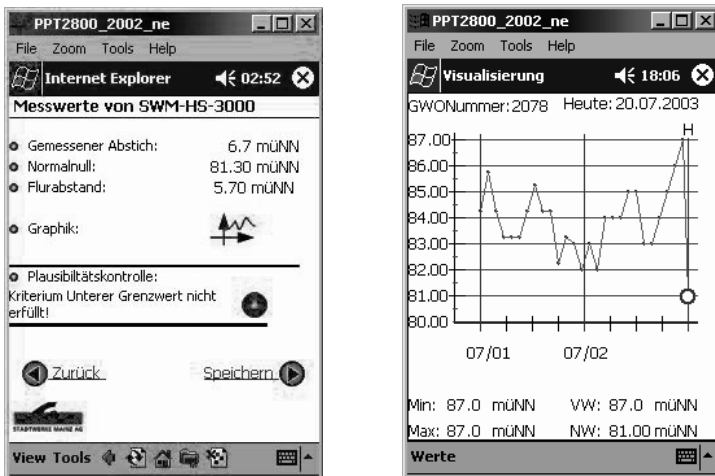 PPT2800_2002_ne
File Zoom Tools Help
Internet Explorer 02:52
Messwerte von SWM-HS-3000
Gemessener Abstich: 6.7 müNN
Normalnull: 81.30 müNN
Flurabstand: 5.70 müNN
Graphik:
Plausibiltätskontrolle:
Kriterium Unterer Grenzwert nicht
erfüllt!
Zurück Speichern
STADTWERKE MAINZ AG
View Tools
PPT2800_2002_ne
File Zoom Tools Help
Visualisierung 18:06
GWONummer: 2078 Heute: 20.07.2003
H
87.00
86.00
85.00
84.00
83.00
82.00
81.00
80.00
07/01 07/02
Min: 87.0 müNN VW: 87.0 müNN
Max: 87.0 müNN NW: 81.00 müNN
Werte